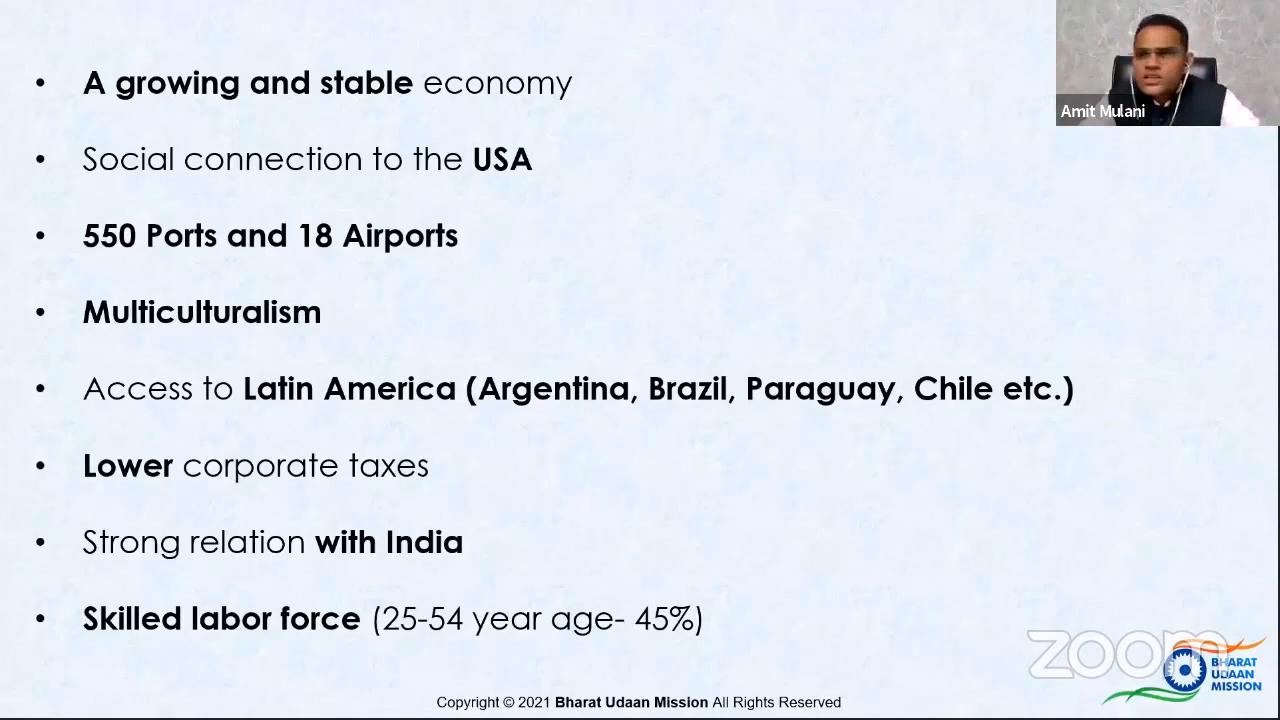 • A growing and stable economy
• Social connection to the USA
• 550 Ports and 18 Airports
• Multiculturalism
• Access to Latin America (Argentina, Brazil, Paraguay, Chile etc.)
• Lower corporate taxes
• Strong relation with India
• Skilled labor force (25-54 year age- 45%)
Amit Mulani
zoom
BHARAT
UDAAN
MISSION
Copyright © 2021 Bharat Udaan Mission All Rights Reserved